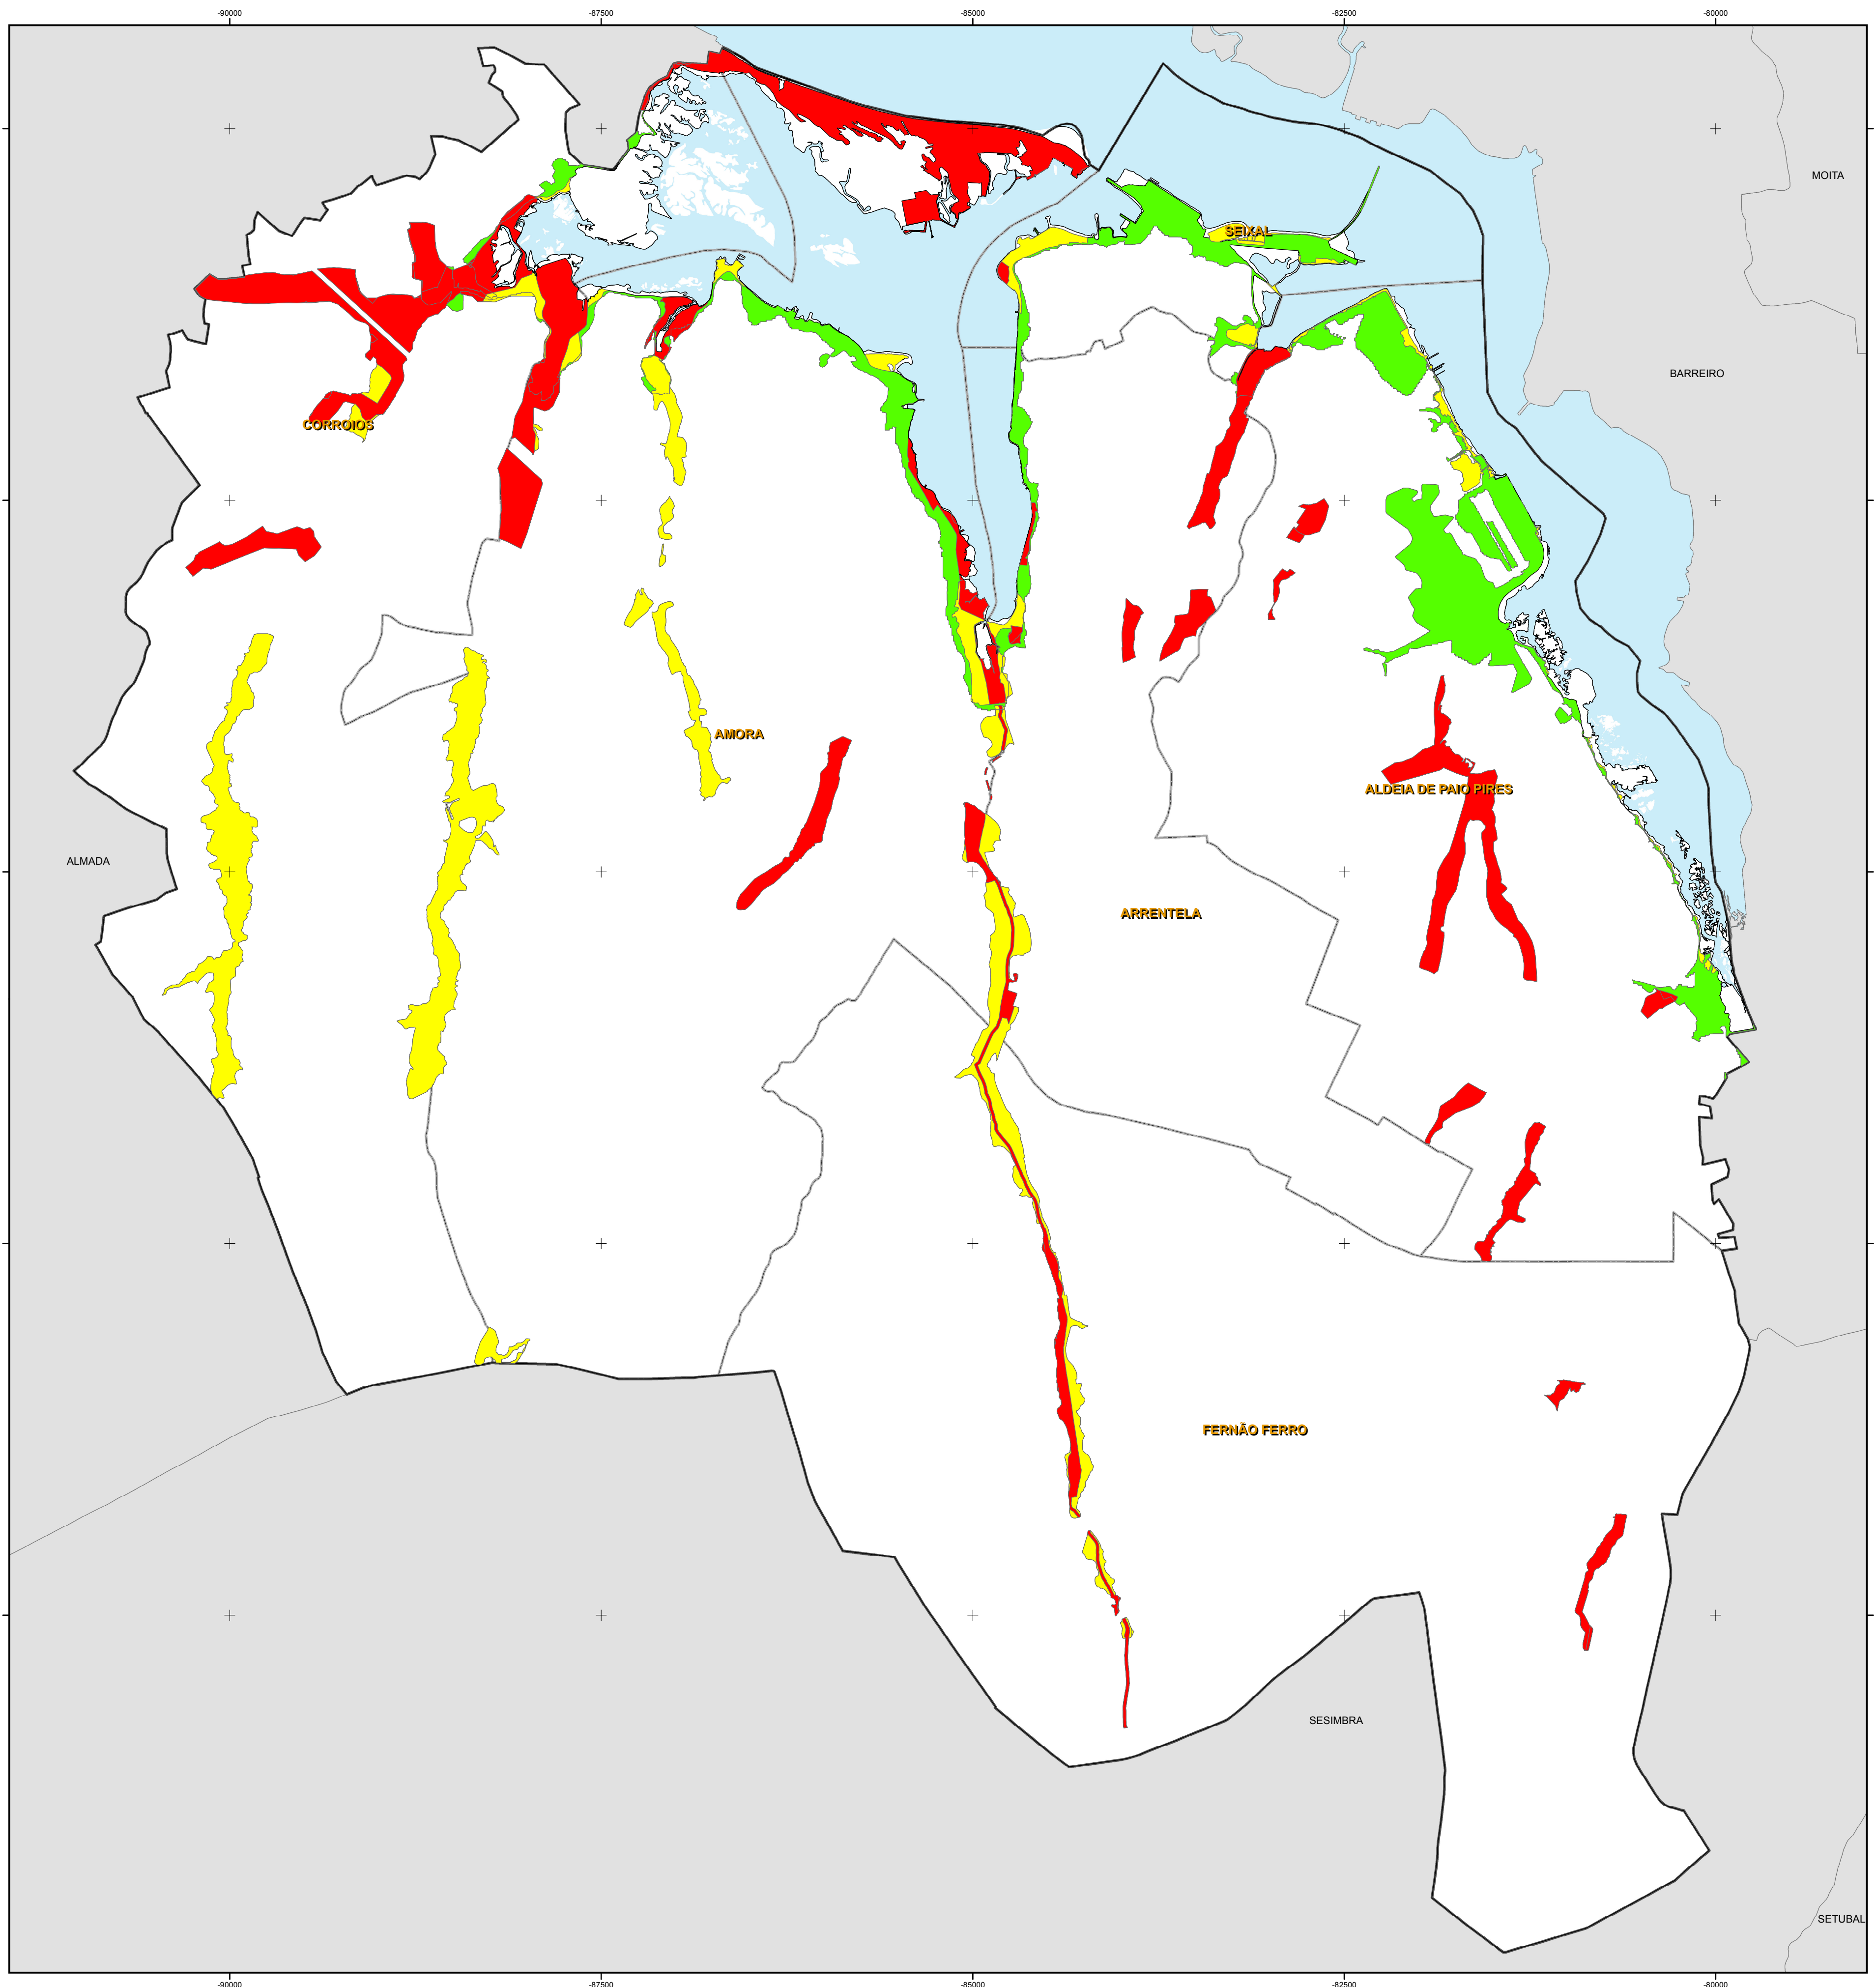 -90000 -87500 -85000 -82500 -80000
MOITA
SEIXAL
BARREIRO
CORROIOS
AMORA
ALDEIA DE PAIO PIRES
ALMADA
ARRENTELA
FERNÃO FERRO
SESIMBRA
SETUBAL
-90000 -87500 -85000 -82500 -80000